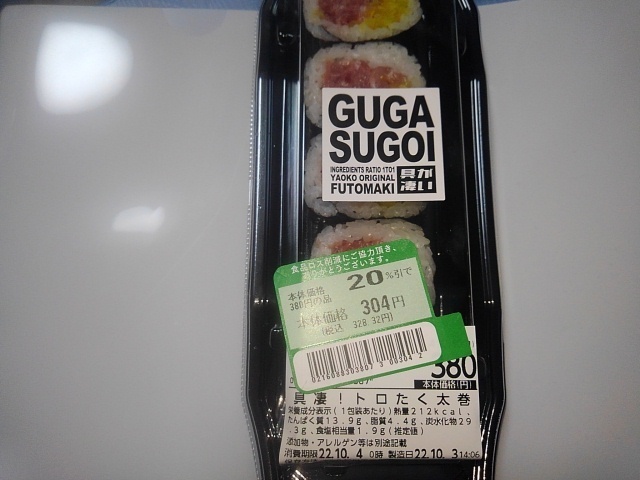 GUGA
SUGOI
INGREDIENTS RATIO 1TO1
YAOKO ORIGINAL
FUTOMAKI
具が
凄い
食品ロス削減にご協力頂き、
ありがとうございます。
本体価格
380円の品
20%引で
本体価格 304円
(税込 328.32円)
0216088303807300304 2
380
本体価格(円)
具凄!トロたく太巻
栄養成分表示(1包装あたり)熱量212kcal、
たんぱく質13.9g、脂質4.4g、炭水化物29
.3g、食塩相当量1.9g(推定値)
添加物・アレルゲン等は別途記載
消費期限22.10. 4 0時 製造日22.10. 3 14:06